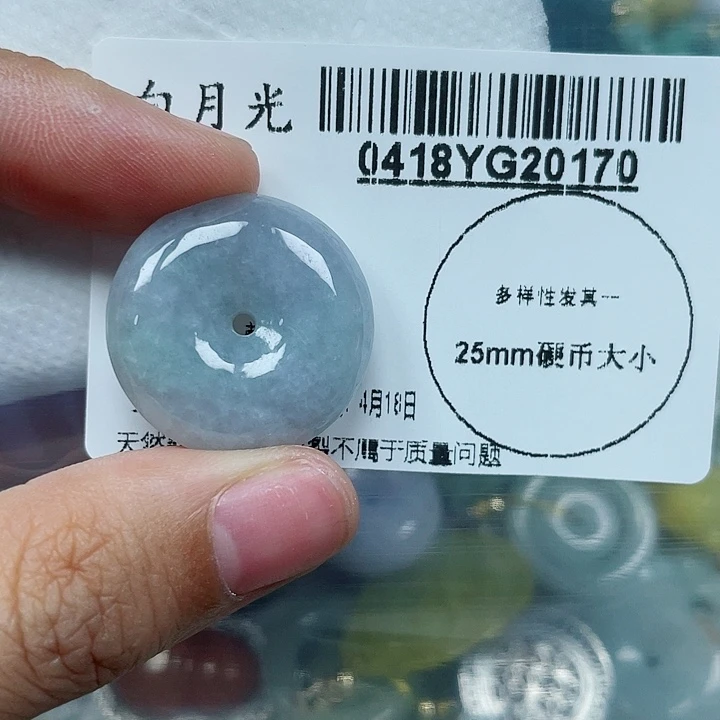 白月光
0418YG20170
多样性发其一
25mm硬币大小
4月18日
天然 裂不属于质量问题